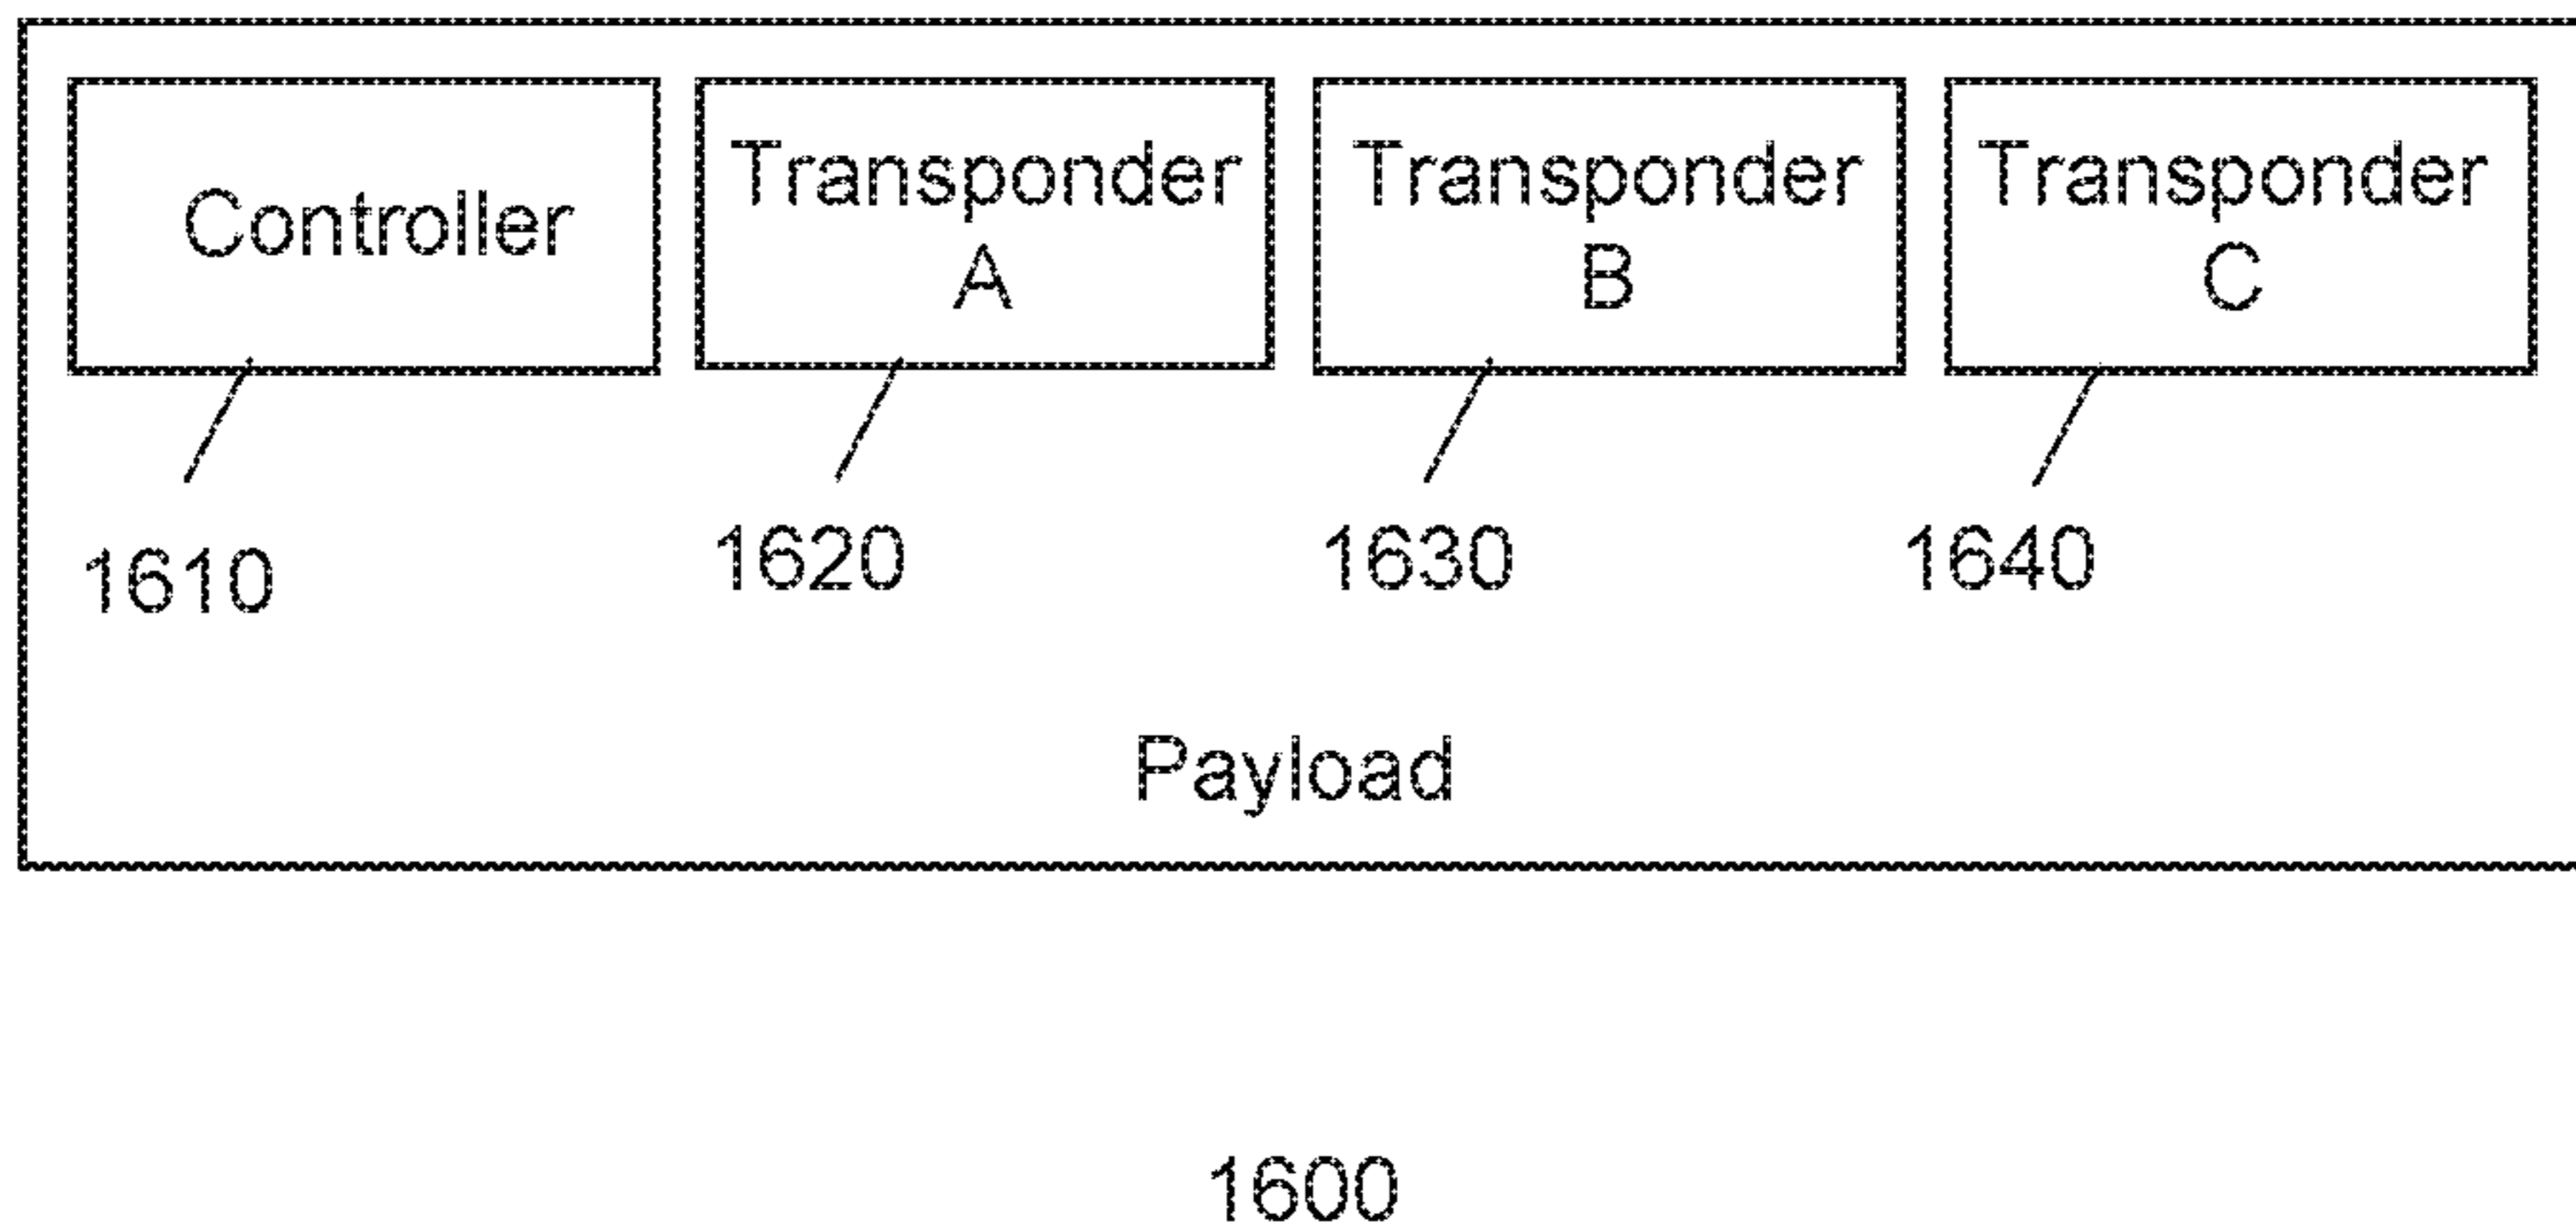 Controller
Transponder
A
Transponder
B
Transponder
C
1610
1620
1630
1640
Payload
1600